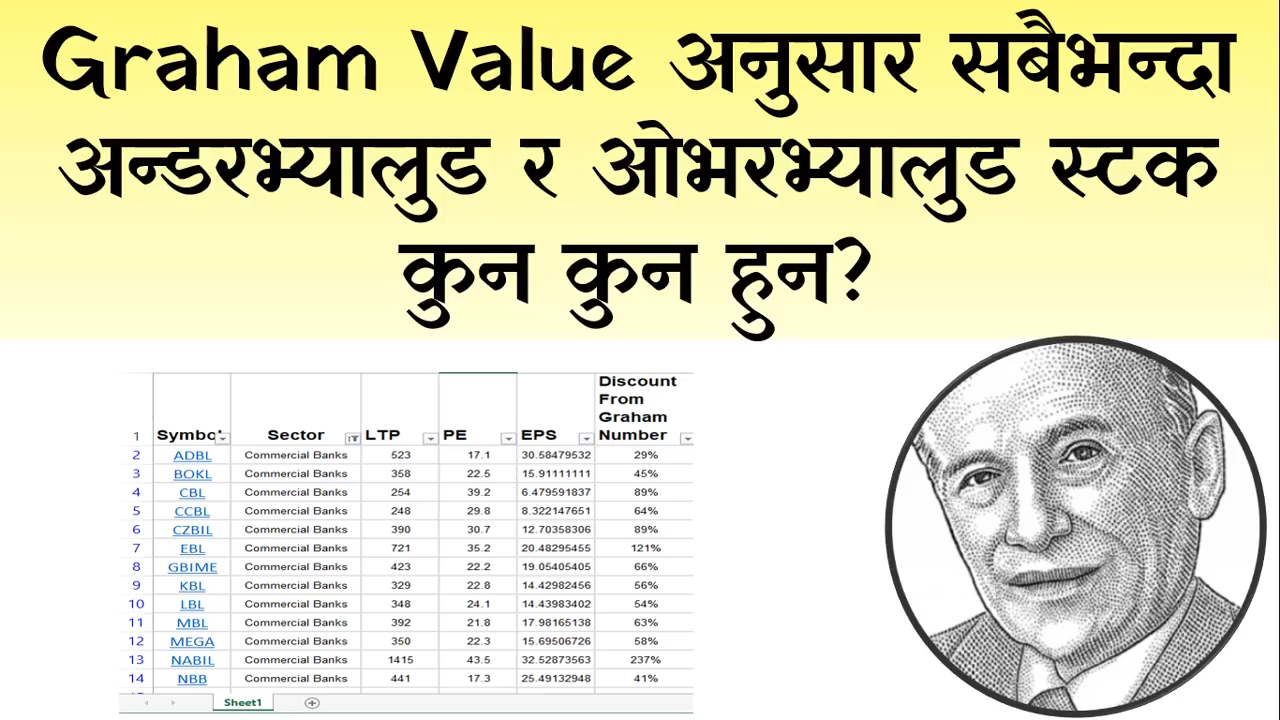 Graham Value अनुसार सबैभन्दा
अन्डरभ्यालुड र ओभरभ्यालुड स्टक
कुन कुन हुन?
Discount
From
Graham
1 Symbol Sector LTP PE EPS Number
2 ADBL Commercial Banks 523 17.1 30.58479532 29%
3 BOKL Commercial Banks 358 22.5 15.91111111 45%
4 CBL Commercial Banks 254 39.2 6.479591837 89%
5 CCBL Commercial Banks 248 29.8 8.322147651 64%
6 CZBIL Commercial Banks 390 30.7 12.70358306 89%
7 EBL Commercial Banks 721 35.2 20.48295455 121%
8 GBIME Commercial Banks 423 22.2 19.05405405 66%
9 KBL Commercial Banks 329 22.8 14.42982456 56%
10 LBL Commercial Banks 348 24.1 14.43983402 54%
11 MBL Commercial Banks 392 21.8 17.98165138 63%
12 MEGA Commercial Banks 350 22.3 15.69506726 58%
13 NABIL Commercial Banks 1415 43.5 32.52873563 237%
14 NBB Commercial Banks 441 17.3 25.49132948 41%
Sheet1